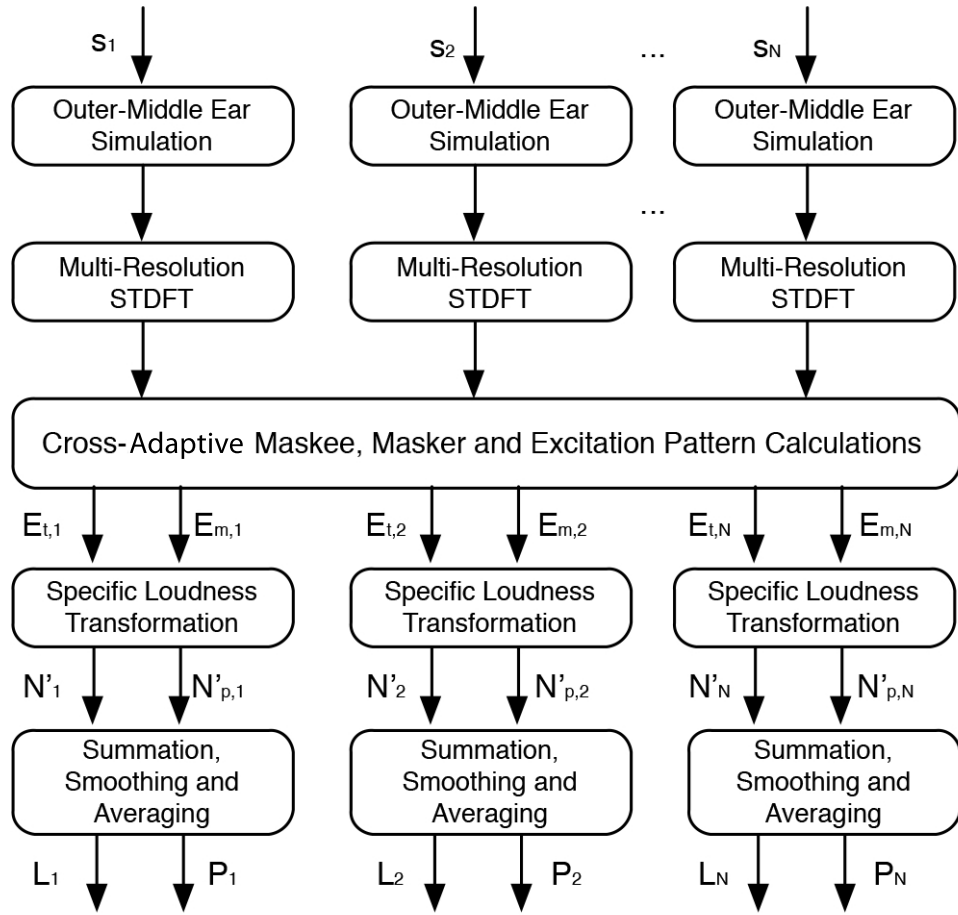 s1 s2 ... sN
Outer-Middle Ear Outer-Middle Ear Outer-Middle Ear
Simulation Simulation Simulation
...
Multi-Resolution Multi-Resolution Multi-Resolution
STDFT STDFT STDFT
Cross-Adaptive Maskee, Masker and Excitation Pattern Calculations
Et,1 Em,1 Et,2 Em,2 Et,N Em,N
Specific Loudness Specific Loudness Specific Loudness
Transformation Transformation Transformation
N'1 N'p,1 N'2 N'p,2 N'N N'p,N
Summation, Summation, Summation,
Smoothing and Smoothing and Smoothing and
Averaging Averaging Averaging
L1 P1 L2 P2 LN PN